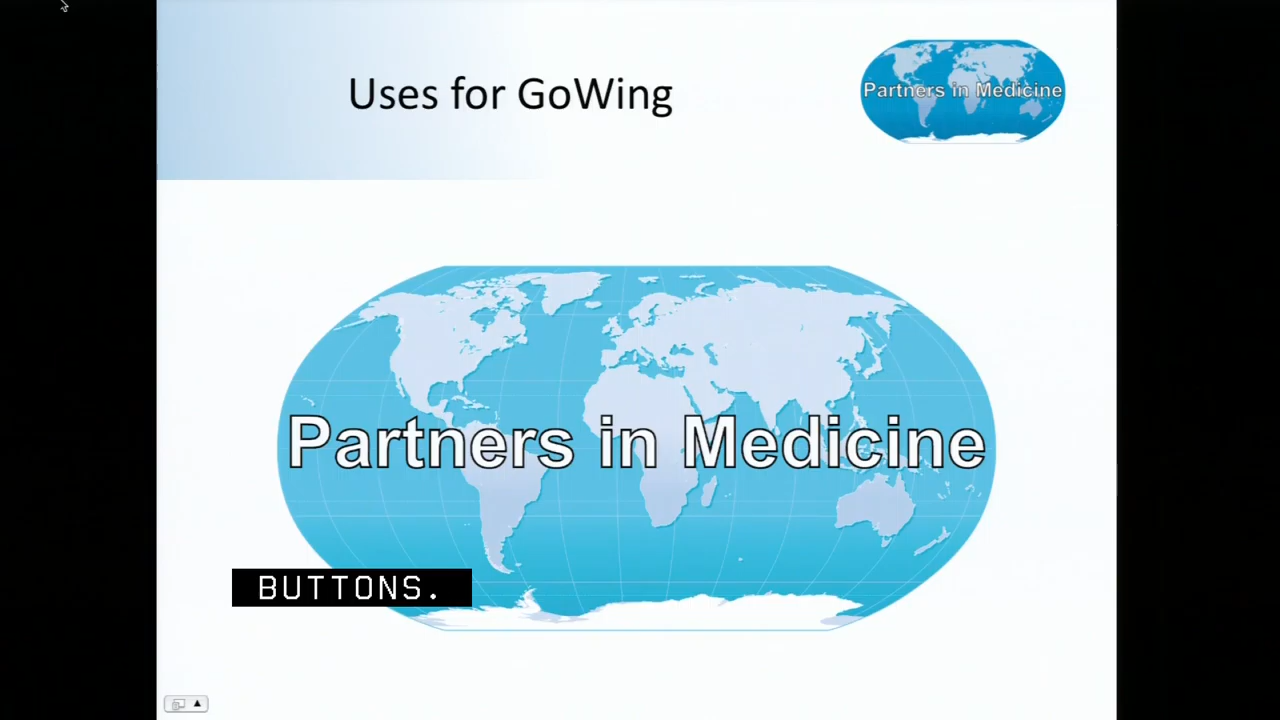 Uses for GoWing
Partners in Medicine
Partners in Medicine
BUTTONS.